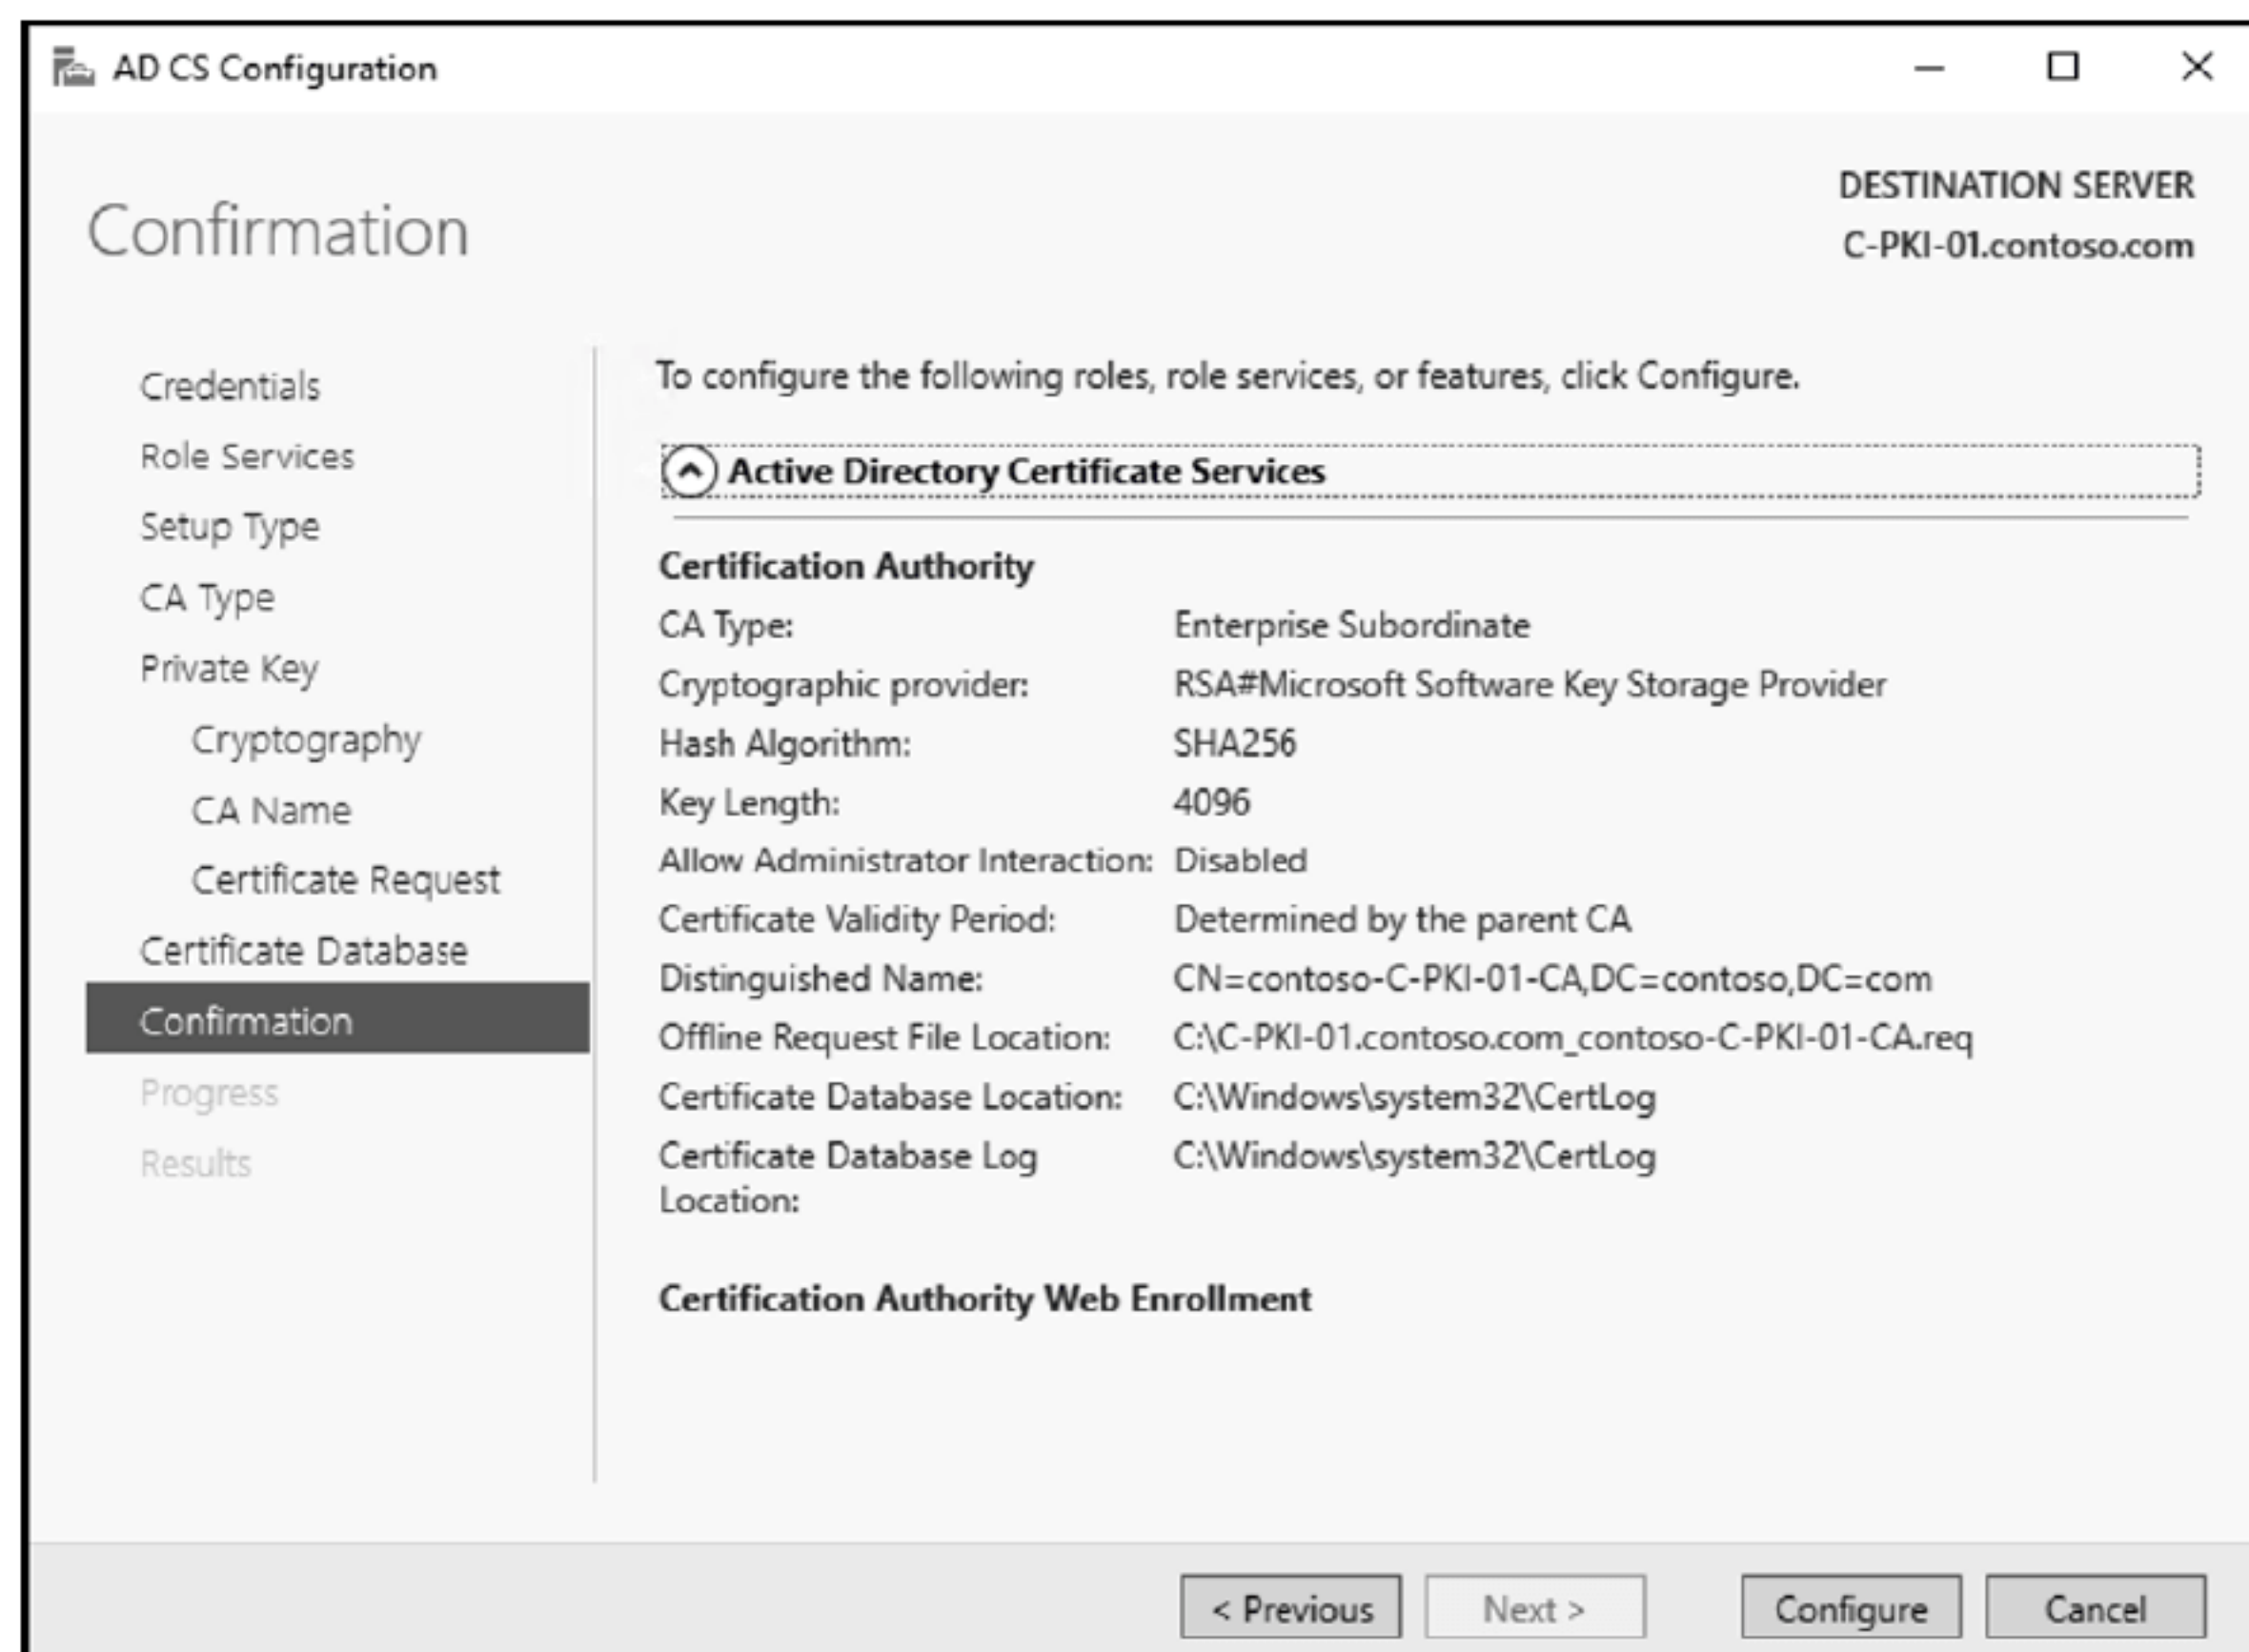 AD CS Configuration
Confirmation
DESTINATION SERVER
C-PKI-01.contoso.com
Credentials
Role Services
Setup Type
CA Type
Private Key
Cryptography
CA Name
Certificate Request
Certificate Database
Confirmation
Progress
Results
To configure the following roles, role services, or features, click Configure.
Active Directory Certificate Services
Certification Authority
CA Type: Enterprise Subordinate
Cryptographic provider: RSA#Microsoft Software Key Storage Provider
Hash Algorithm: SHA256
Key Length: 4096
Allow Administrator Interaction: Disabled
Certificate Validity Period: Determined by the parent CA
Distinguished Name: CN=contoso-C-PKI-01-CA,DC=contoso,DC=com
Offline Request File Location: C:\C-PKI-01.contoso.com_contoso-C-PKI-01-CA.req
Certificate Database Location: C:\Windows\system32\CertLog
Certificate Database Log C:\Windows\system32\CertLog
Location:
Certification Authority Web Enrollment
< Previous Next > Configure Cancel